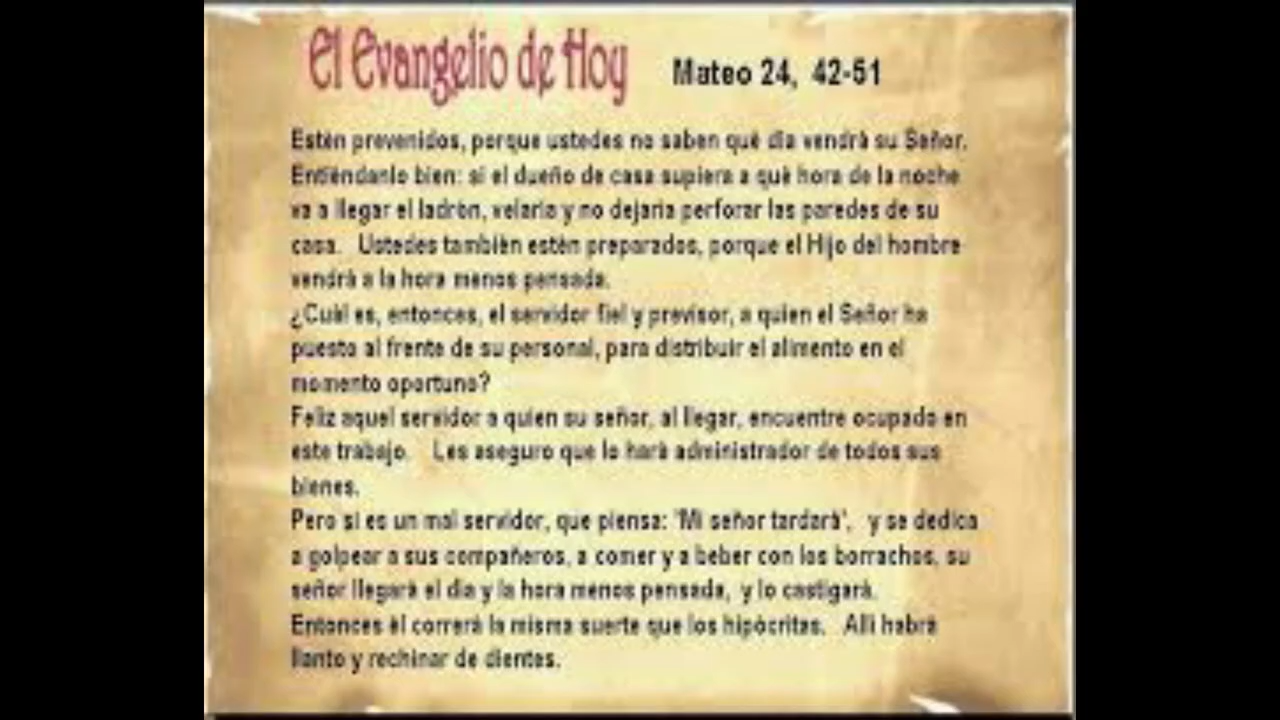 El Evangelio de Hoy Mateo 24, 42-51
Estén prevenidos, porque ustedes no saben qué día vendrá su Señor.
Entiéndanlo bien: si el dueño de casa supiera a qué hora de la noche
va a llegar el ladrón, velaría y no dejaría perforar las paredes de su
casa. Ustedes también estén preparados, porque el Hijo del hombre
vendrá a la hora menos pensada.
¿Cuál es, entonces, el servidor fiel y previsor, a quien el Señor ha
puesto al frente de su personal, para distribuir el alimento en el
momento oportuno?
Feliz aquel servidor a quien su señor, al llegar, encuentre ocupado en
este trabajo. Les aseguro que lo hará administrador de todos sus
bienes.
Pero si es un mal servidor, que piensa: 'Mi señor tardará', y se dedica
a golpear a sus compañeros, a comer y a beber con los borrachos, su
señor llegará el día y la hora menos pensada, y lo castigará.
Entonces él correrá la misma suerte que los hipócritas. Allí habrá
llanto y rechinar de dientes.